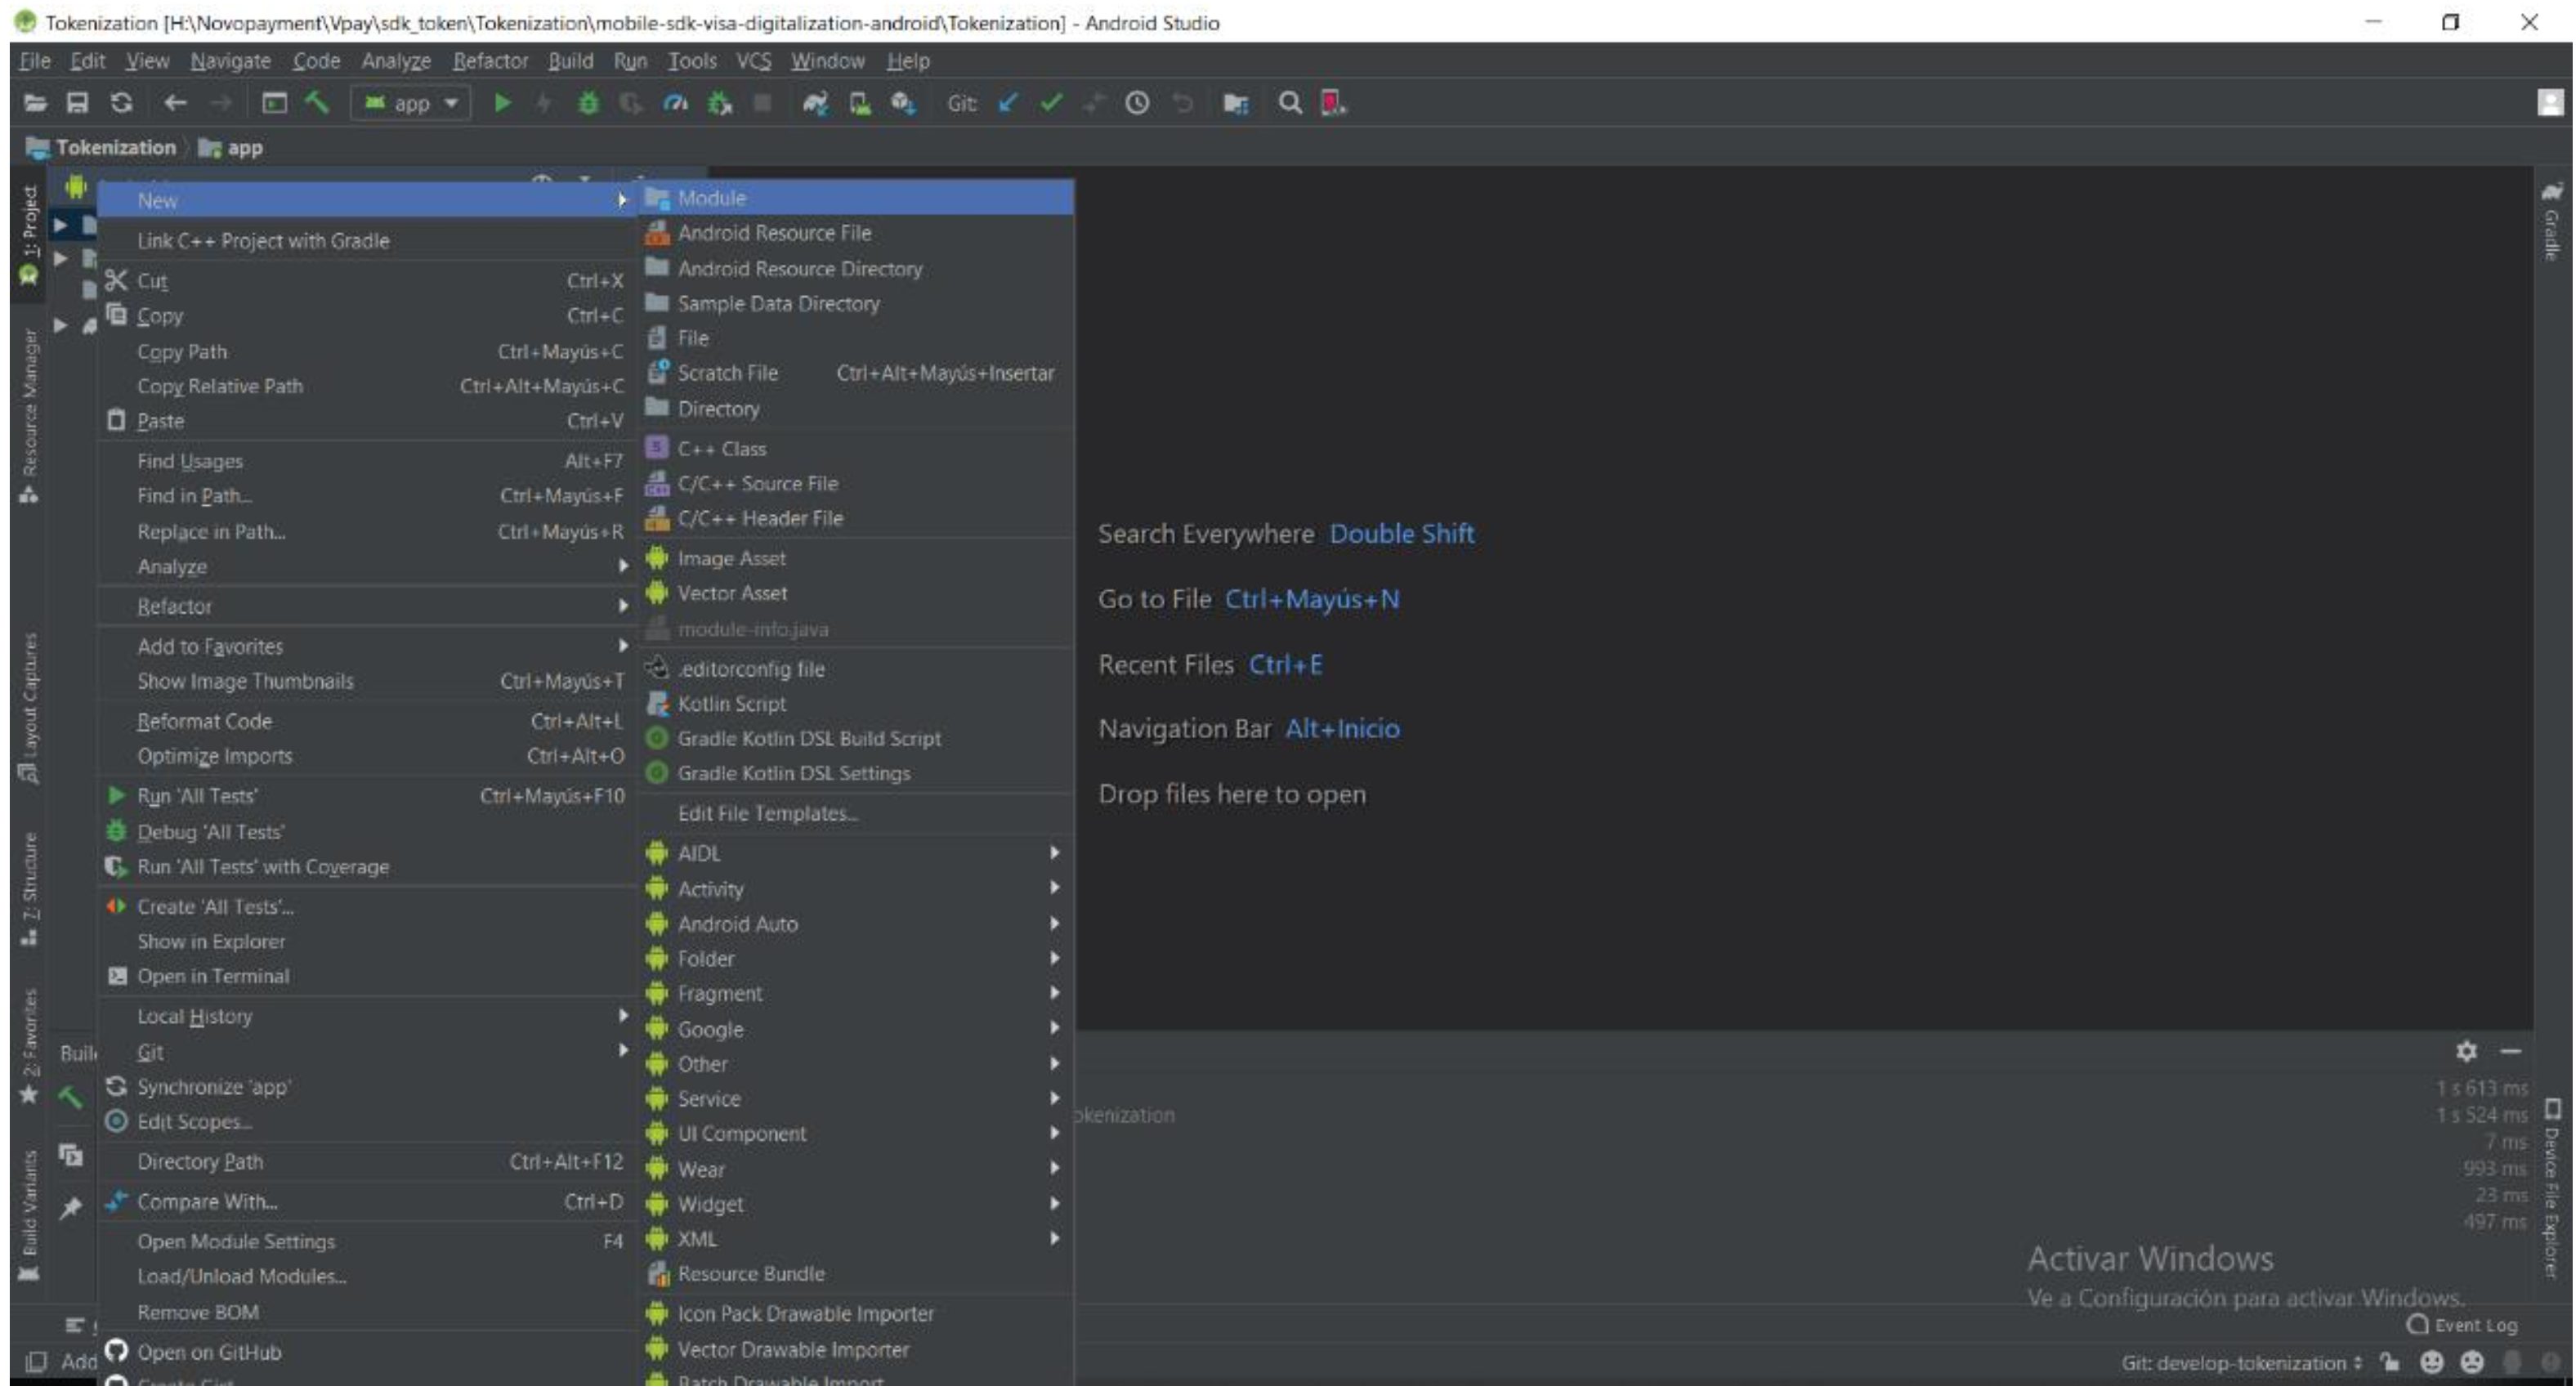 Tokenization [H:\Novopayment\Vpay\sdk_token\Tokenization\mobile-sdk-visa-digitalization-android\Tokenization] - Android Studio
File Edit View Navigate Code Analyze Refactor Build Run Tools VCS Window Help
app Git:
Tokenization app
1: Project
Resource Manager
Layout Captures
7: Structure
2: Favorites
Build Variants
New
Link C++ Project with Gradle
Cut Ctrl+X
Copy Ctrl+C
Copy Path Ctrl+Mayús+C
Copy Relative Path Ctrl+Alt+Mayús+C
Paste Ctrl+V
Find Usages Alt+F7
Find in Path... Ctrl+Mayús+F
Replace in Path... Ctrl+Mayús+R
Analyze
Refactor
Add to Favorites
Show Image Thumbnails Ctrl+Mayús+T
Reformat Code Ctrl+Alt+L
Optimize Imports Ctrl+Alt+O
Run 'All Tests' Ctrl+Mayús+F10
Debug 'All Tests'
Run 'All Tests' with Coverage
Create 'All Tests'...
Show in Explorer
Open in Terminal
Local History
Git
Synchronize 'app'
Edit Scopes...
Directory Path Ctrl+Alt+F12
Compare With... Ctrl+D
Open Module Settings F4
Load/Unload Modules...
Remove BOM
Open on GitHub
Module
Android Resource File
Android Resource Directory
Sample Data Directory
File
Scratch File Ctrl+Alt+Mayús+Insertar
Directory
C++ Class
C/C++ Source File
C/C++ Header File
Image Asset
Vector Asset
module-info.java
.editorconfig file
Kotlin Script
Gradle Kotlin DSL Build Script
Gradle Kotlin DSL Settings
Edit File Templates...
AIDL
Activity
Android Auto
Folder
Fragment
Google
Other
Service
UI Component
Wear
Widget
XML
Resource Bundle
Icon Pack Drawable Importer
Vector Drawable Importer
Batch Drawable Import
Search Everywhere Double Shift
Go to File Ctrl+Mayús+N
Recent Files Ctrl+E
Navigation Bar Alt+Inicio
Drop files here to open
Gradle
Device File Explorer
Buil
okenization
1 s 613 ms
1 s 524 ms
7 ms
993 ms
23 ms
497 ms
Activar Windows
Ve a Configuración para activar Windows.
Event Log
Add
Git: develop-tokenization